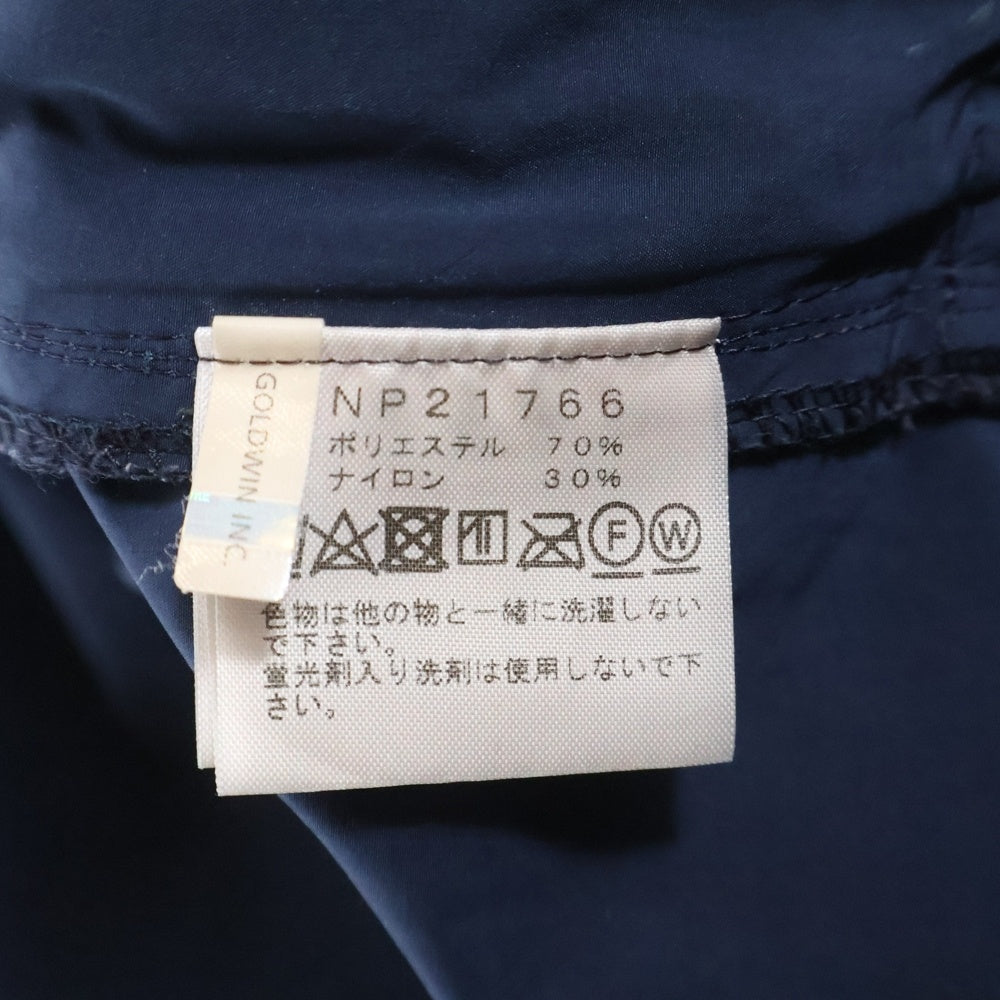 GOLDWIN INC.
NP21766
ポリエステル 70%
ナイロン 30%
F W
色物は他の物と一緒に洗濯しない
で下さい。
蛍光剤入り洗剤は使用しないで下
さい。